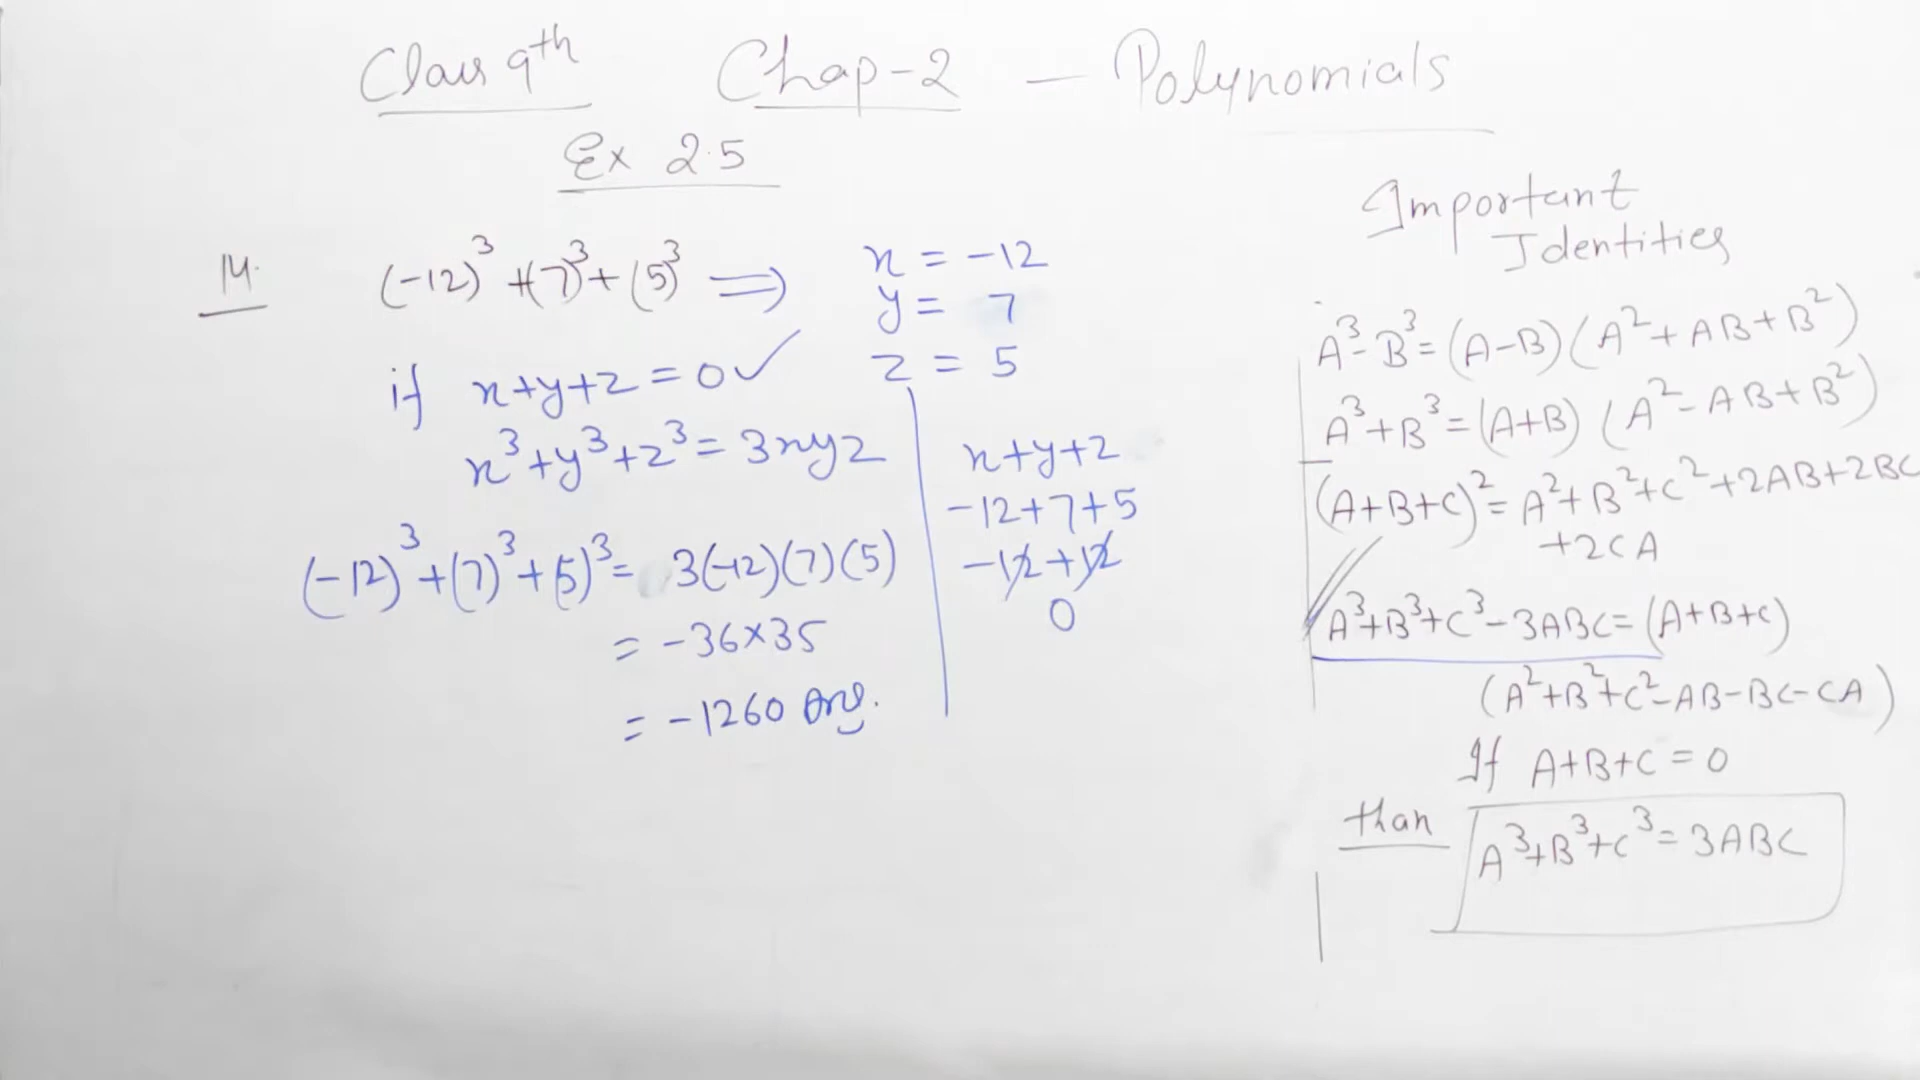 Class 9th Chap-2 - Polynomials
Ex 2.5
14. (-12)³ + (7)³ + (5)³ ⇒
x = -12
y = 7
z = 5
if x+y+z = 0 ✓
x³+y³+z³ = 3xyz
(-12)³ + (7)³ + (5)³ = 3(-12)(7)(5)
= -36×35
= -1260 Ans.
x+y+z
-12+7+5
-12+12
0
Important
Identities
A³-B³ = (A-B)(A²+AB+B²)
A³+B³ = (A+B)(A²-AB+B²)
(A+B+C)² = A²+B²+C²+2AB+2BC
+2CA
A³+B³+C³-3ABC = (A+B+C)
(A²+B²+C²-AB-BC-CA)
If A+B+C = 0
than A³+B³+C³ = 3ABC